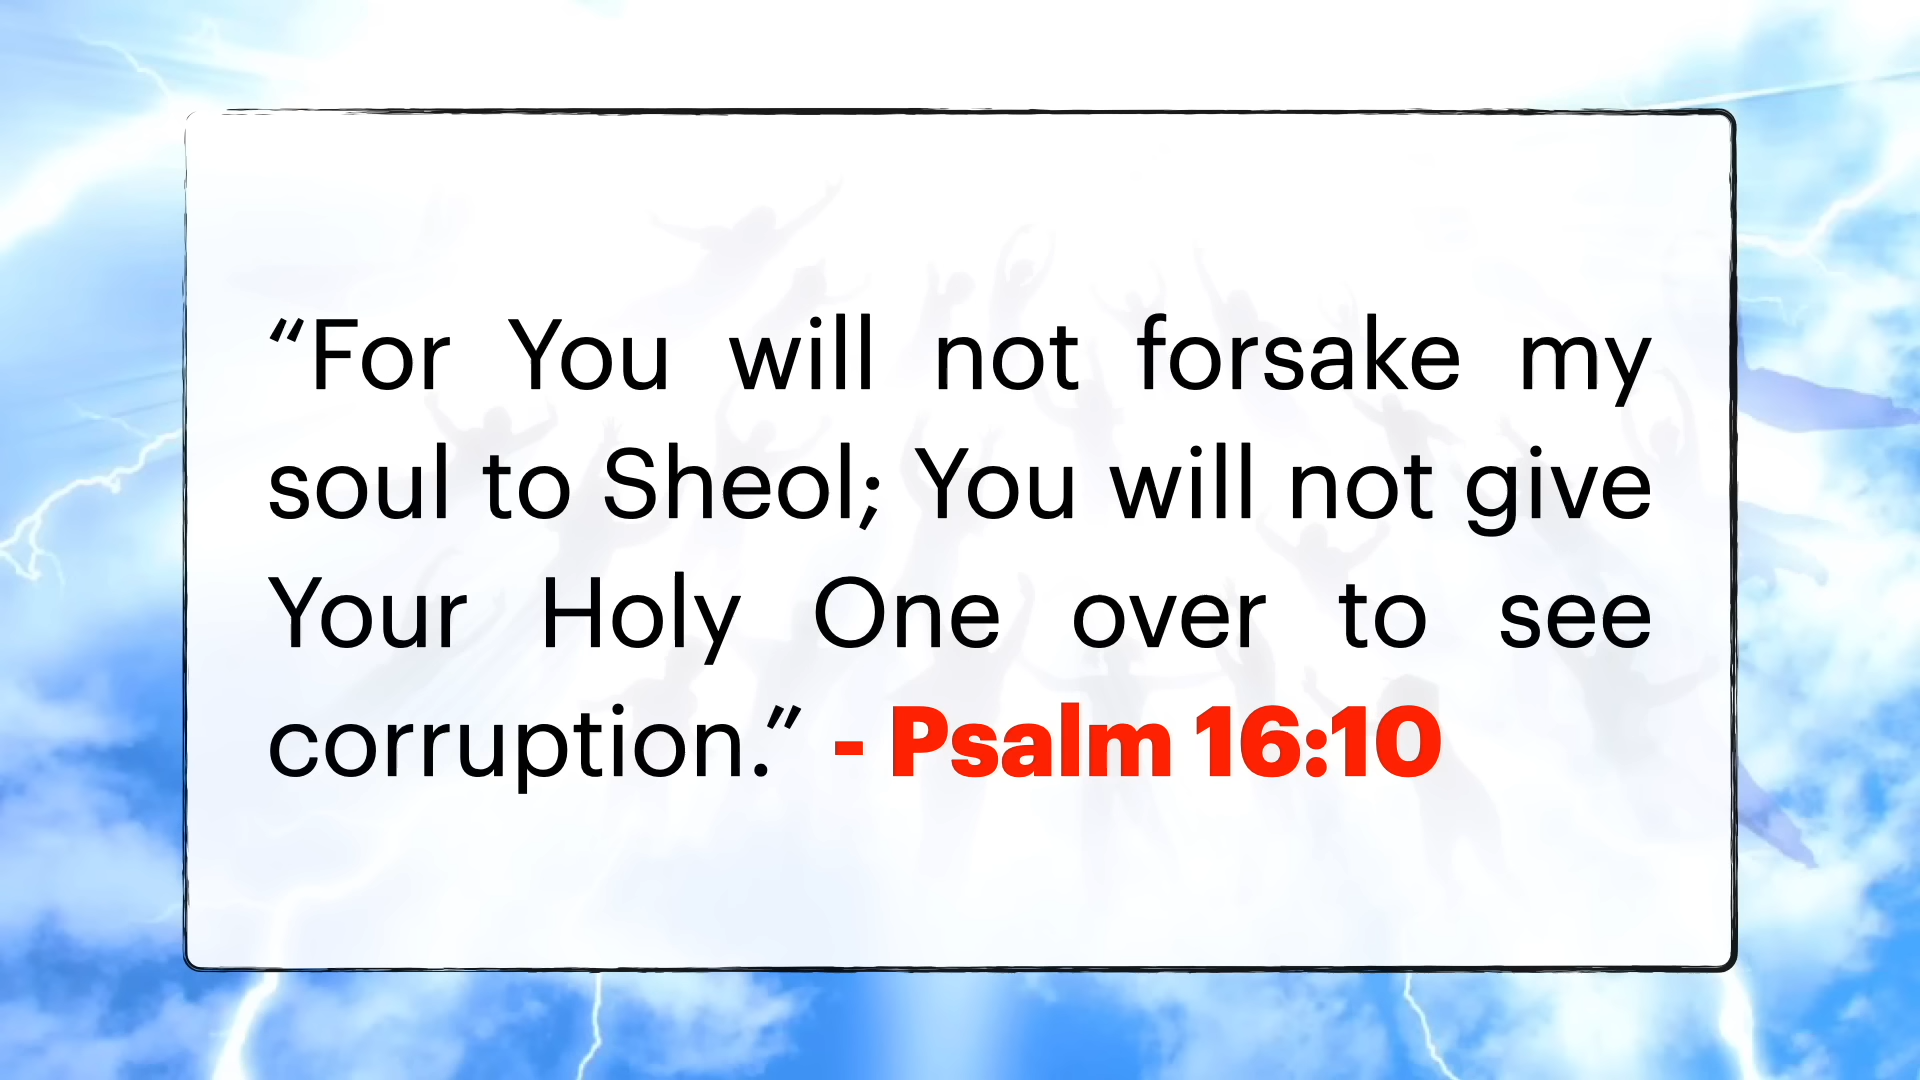 “For You will not forsake my
soul to Sheol; You will not give
Your Holy One over to see
corruption.” - Psalm 16:10